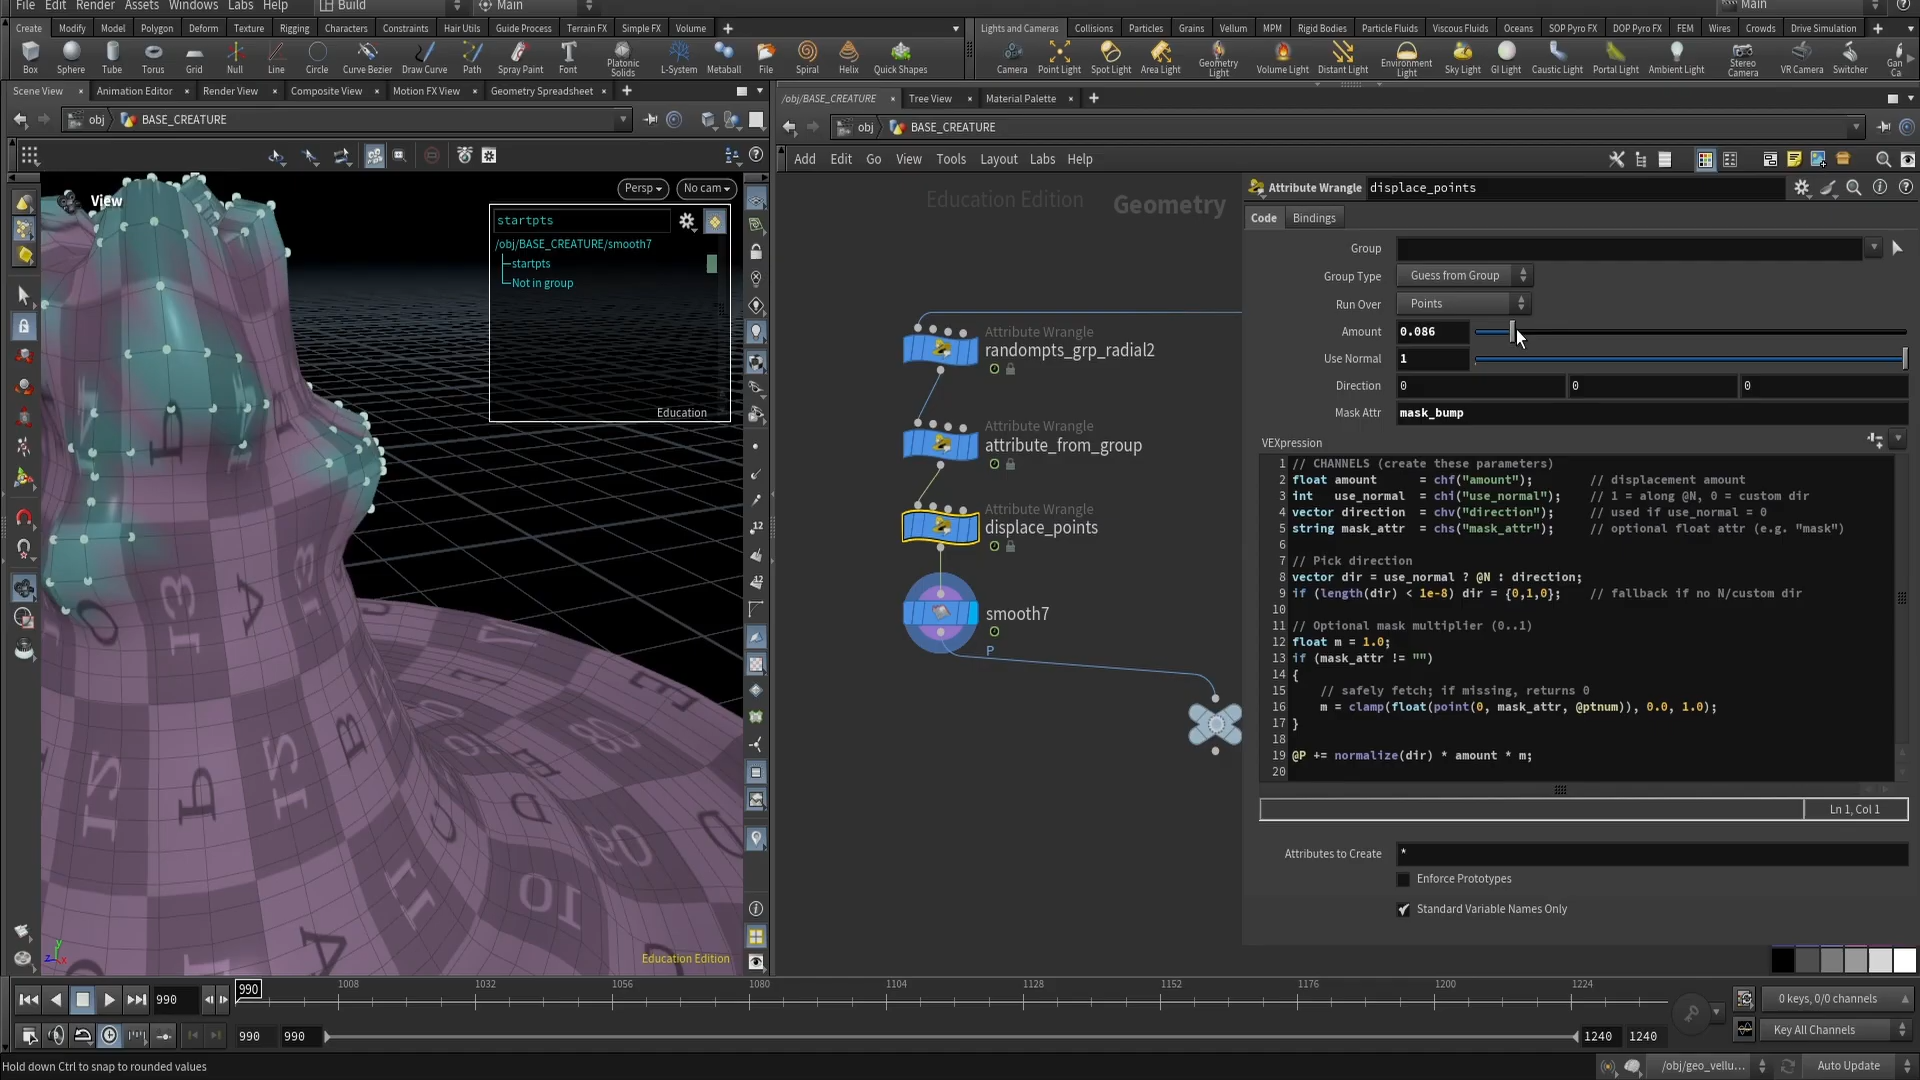 File Edit Render Assets Windows Labs Help Build Main Main
Create Modify Model Polygon Deform Texture Rigging Characters Constraints Hair Utils Guide Process Terrain FX Simple FX Volume
Lights and Cameras Collisions Particles Grains Vellum MPM Rigid Bodies Particle Fluids Viscous Fluids Oceans SOP Pyro FX DOP Pyro FX FEM Wires Crowds Drive Simulation
Box Sphere Tube Torus Grid Null Line Circle Curve Bezier Draw Curve Path Spray Paint Font Platonic Solids L-System Metaball File Spiral Helix Quick Shapes
Camera Point Light Spot Light Area Light Geometry Light Volume Light Distant Light Environment Light Sky Light GI Light Caustic Light Portal Light Ambient Light Stereo Camera VR Camera Switcher Gan Ca
Scene View Animation Editor Render View Composite View Motion FX View Geometry Spreadsheet
/obj/BASE_CREATURE Tree View Material Palette
obj BASE_CREATURE
obj BASE_CREATURE
Add Edit Go View Tools Layout Labs Help
View
Persp No cam
startpts
/obj/BASE_CREATURE/smooth7
startpts
Not in group
Education
Education Edition
Education Edition Geometry
Attribute Wrangle
randompts_grp_radial2
Attribute Wrangle
attribute_from_group
Attribute Wrangle
displace_points
smooth7
P
Attribute Wrangle displace_points
Code Bindings
Group
Group Type Guess from Group
Run Over Points
Amount 0.086
Use Normal 1
Direction 0 0 0
Mask Attr mask_bump
VEXpression
1 // CHANNELS (create these parameters)
2 float amount = chf("amount"); // displacement amount
3 int use_normal = chi("use_normal"); // 1 = along @N, 0 = custom dir
4 vector direction = chv("direction"); // used if use_normal = 0
5 string mask_attr = chs("mask_attr"); // optional float attr (e.g. "mask")
6
7 // Pick direction
8 vector dir = use_normal ? @N : direction;
9 if (length(dir) < 1e-8) dir = {0,1,0}; // fallback if no N/custom dir
10
11 // Optional mask multiplier (0..1)
12 float m = 1.0;
13 if (mask_attr != "")
14 {
15 // safely fetch; if missing, returns 0
16 m = clamp(float(point(0, mask_attr, @ptnum)), 0.0, 1.0);
17 }
18
19 @P += normalize(dir) * amount * m;
20
Ln 1, Col 1
Attributes to Create *
Enforce Prototypes
Standard Variable Names Only
990 990 1008 1032 1056 1080 1104 1128 1152 1176 1200 1224
0 keys, 0/0 channels
990 990 1240 1240 Key All Channels
Hold down Ctrl to snap to rounded values
/obj/geo_vellu... Auto Update